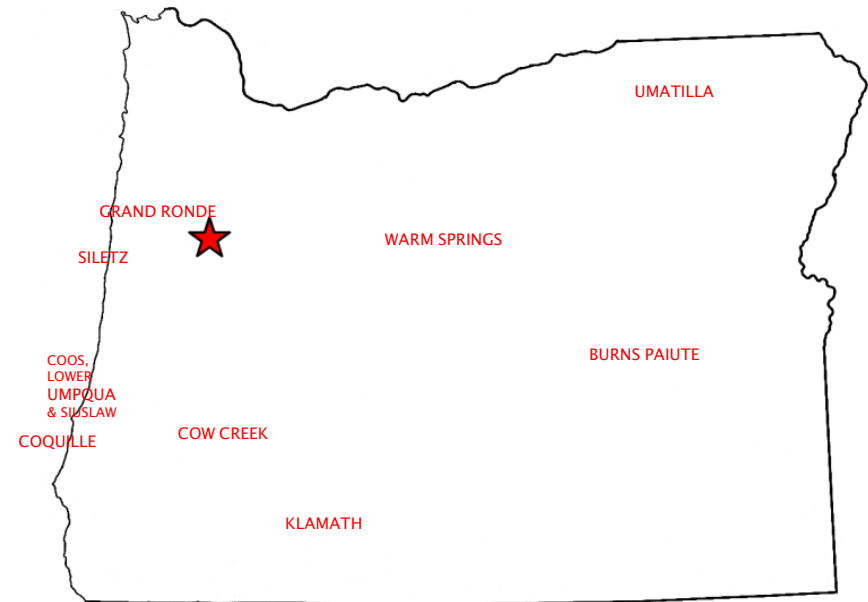 UMATILLA
GRAND RONDE
WARM SPRINGS
SILETZ
BURNS PAIUTE
COOS,
LOWER
UMPQUA
& SIUSLAW
COW CREEK
COQUILLE
KLAMATH